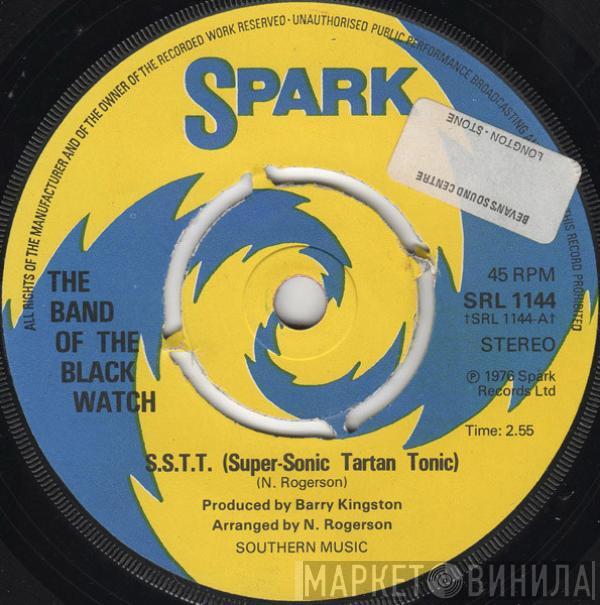 ALL RIGHTS OF THE MANUFACTURER AND OF THE OWNER OF THE RECORDED WORK RESERVED - UNAUTHORISED PUBLIC PERFORMANCE BROADCASTING
THIS RECORD PROHIBITED
SPARK
LONGTON - STONE
BEVAN'S SOUND CENTRE
THE
BAND
OF THE
BLACK
WATCH
45 RPM
SRL 1144
†SRL 1144-A†
STEREO
℗ 1976 Spark
Records Ltd
Time: 2.55
S.S.T.T. (Super-Sonic Tartan Tonic)
(N. Rogerson)
Produced by Barry Kingston
Arranged by N. Rogerson
SOUTHERN MUSIC
МАРКЕТ ВИНИЛА